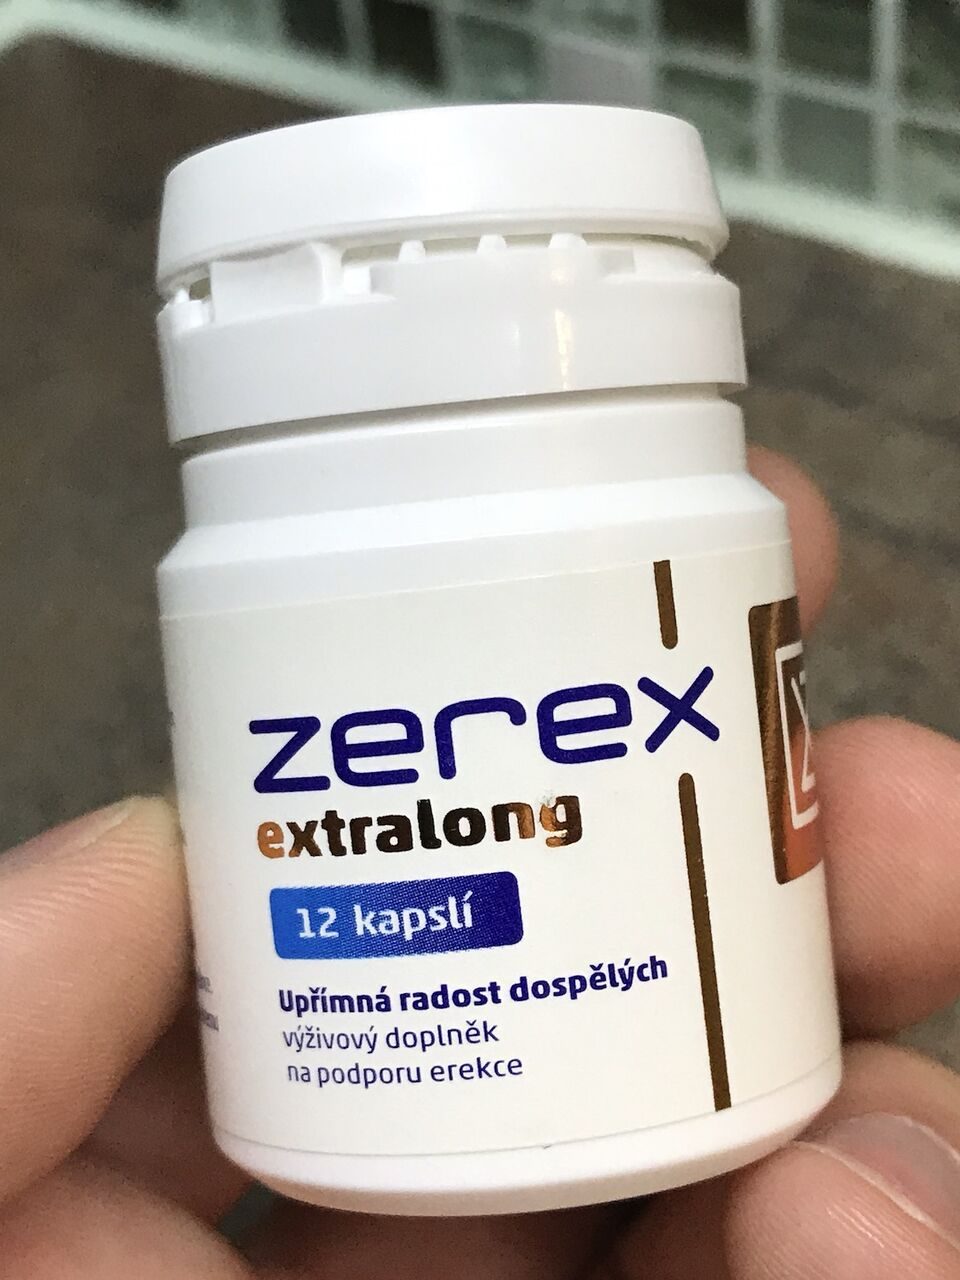 zerex
extralong
12 kapslí
Upřímná radost dospělých
výživový doplněk
na podporu erekce